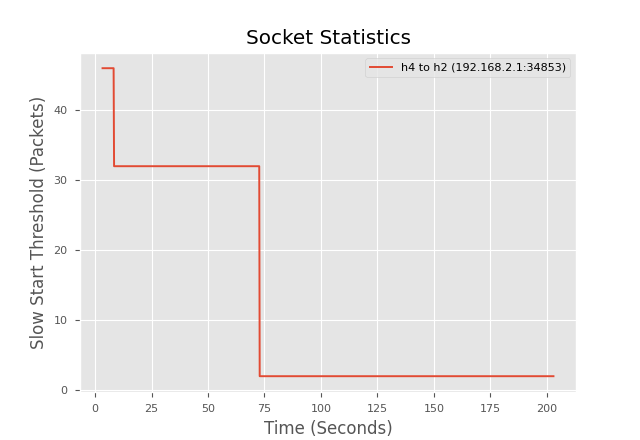 Socket Statistics
h4 to h2 (192.168.2.1:34853)
Slow Start Threshold (Packets)
40
30
20
10
0
0 25 50 75 100 125 150 175 200
Time (Seconds)